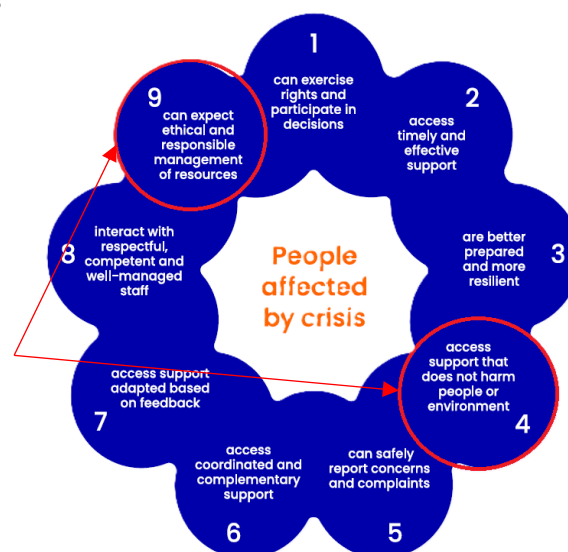 1
can exercise
rights and
participate in
decisions
2
access
timely and
effective
support
are better
prepared
and more
resilient
3
access
support that
does not harm
people or
environment
4
can safely
report concerns
and complaints
5
access
coordinated and
complementary
support
6
access support
adapted based
on feedback
7
interact with
respectful,
competent and
well-managed
staff
8
9
can expect
ethical and
responsible
management
of resources
People
affected
by crisis